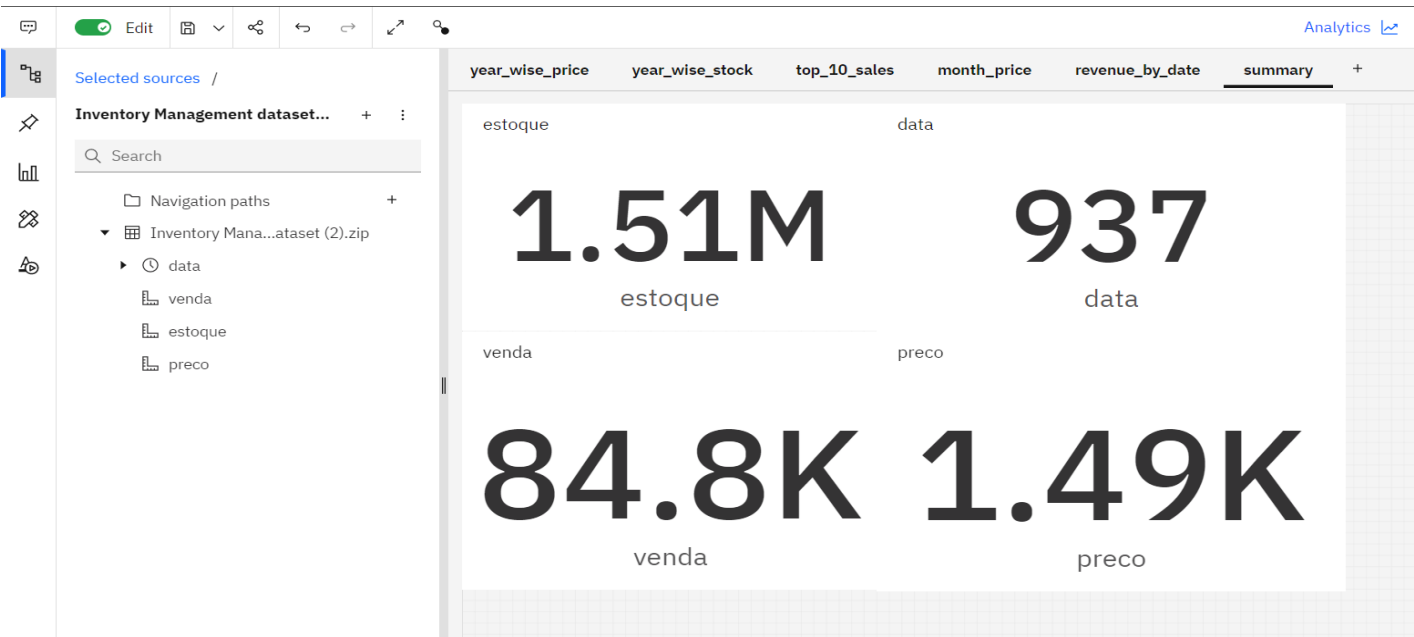 Edit
Analytics
Selected sources /
Inventory Management dataset...
Search
Navigation paths
Inventory Mana...ataset (2).zip
data
venda
estoque
preco
year_wise_price year_wise_stock top_10_sales month_price revenue_by_date summary +
estoque
1.51M
estoque
data
937
data
venda
84.8K
venda
preco
1.49K
preco